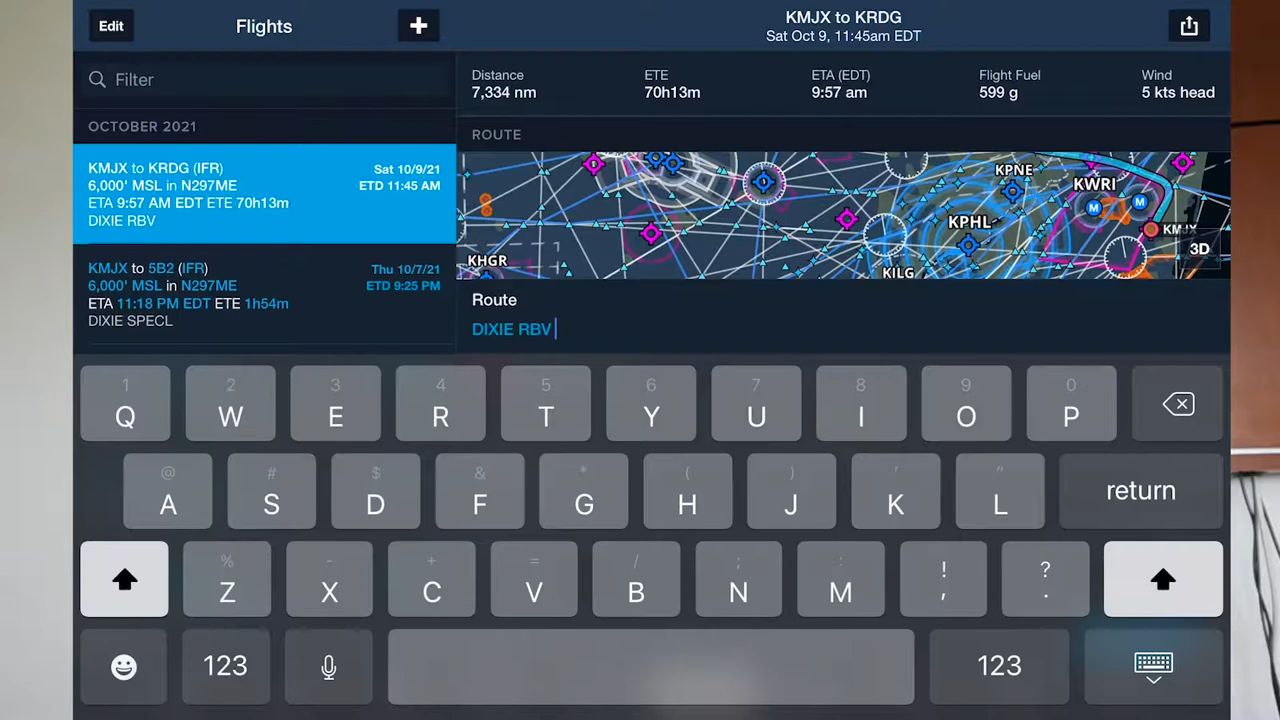 Edit
Flights
+
KMJX to KRDG
Sat Oct 9, 11:45am EDT
Filter
Distance
7,334 nm
ETE
70h13m
ETA (EDT)
9:57 am
Flight Fuel
599 g
Wind
5 kts head
OCTOBER 2021
ROUTE
KMJX to KRDG (IFR)
Sat 10/9/21
6,000' MSL in N297ME
ETD 11:45 AM
ETA 9:57 AM EDT ETE 70h13m
DIXIE RBV
KMJX to 5B2 (IFR)
Thu 10/7/21
6,000' MSL in N297ME
ETD 9:25 PM
ETA 11:18 PM EDT ETE 1h54m
DIXIE SPECL
KPNE
KWRI
M
M
KPHL
KMJX
3D
KHGR
KILG
Route
DIXIE RBV
1 2 3 4 5 6 7 8 9 0
Q W E R T Y U I O P
@ # $ & * ( ) ' "
A S D F G H J K L return
% - + = / ; : ! ?
Z X C V B N M , .
123
123